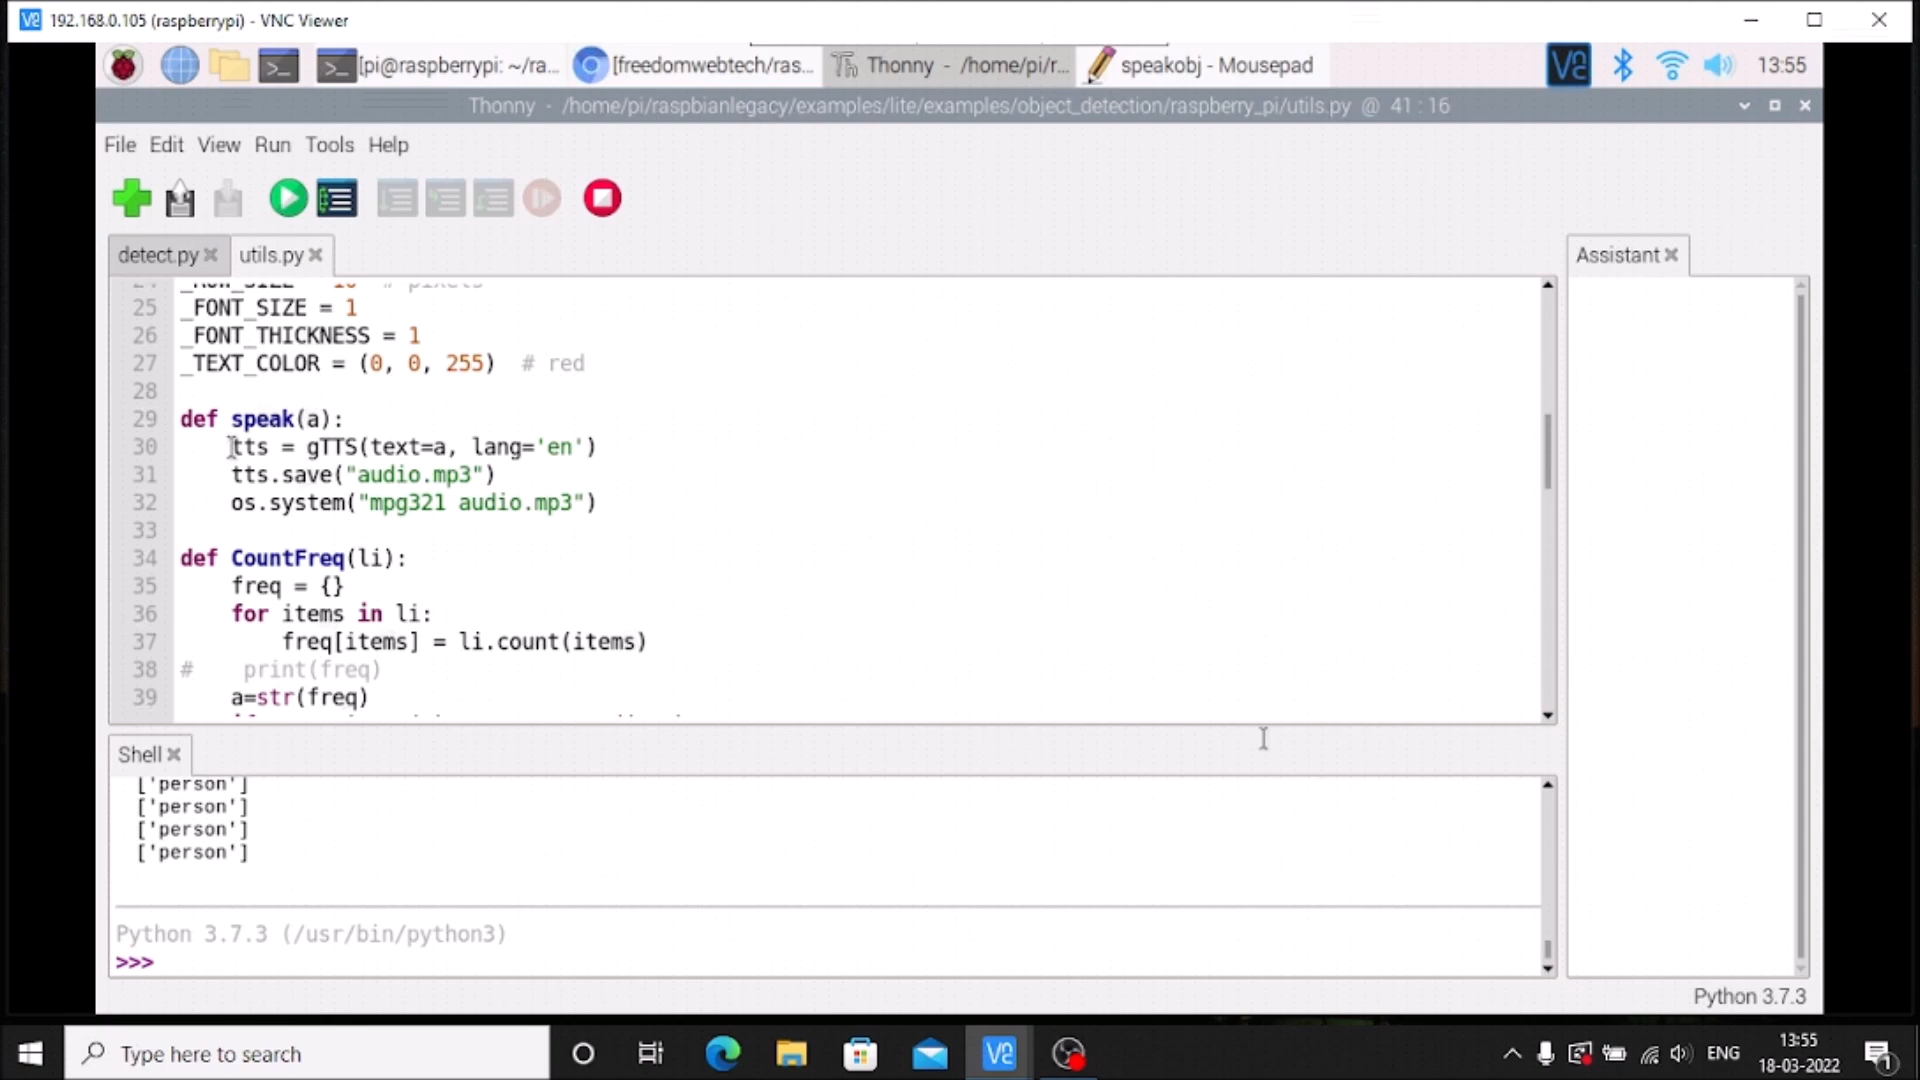 192.168.0.105 (raspberrypi) - VNC Viewer
[pi@raspberrypi: ~/ra...
[freedomwebtech/ras...
Thonny - /home/pi/r...
speakobj - Mousepad
13:55
Thonny - /home/pi/raspbianlegacy/examples/lite/examples/object_detection/raspberry_pi/utils.py @ 41 : 16
File Edit View Run Tools Help
detect.py
utils.py
Assistant
25 _FONT_SIZE = 1
26 _FONT_THICKNESS = 1
27 _TEXT_COLOR = (0, 0, 255)  # red
28
29 def speak(a):
30     tts = gTTS(text=a, lang='en')
31     tts.save("audio.mp3")
32     os.system("mpg321 audio.mp3")
33
34 def CountFreq(li):
35     freq = {}
36     for items in li:
37         freq[items] = li.count(items)
38 #    print(freq)
39     a=str(freq)
Shell
['person']
['person']
['person']
['person']
Python 3.7.3 (/usr/bin/python3)
>>>
Python 3.7.3
Type here to search
ENG
13:55
18-03-2022
1